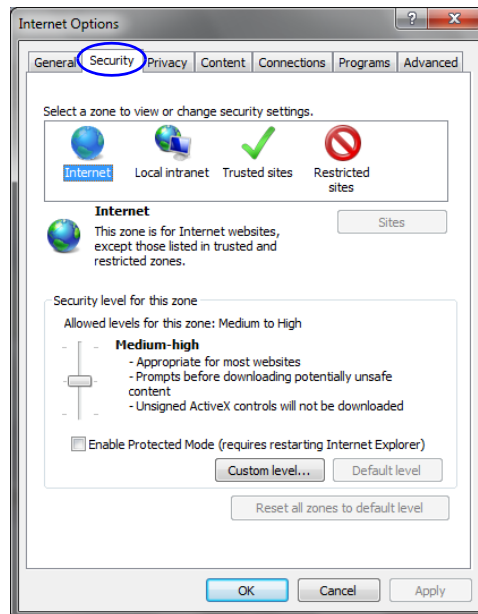 Internet Options
?
X
General Security Privacy Content Connections Programs Advanced
Select a zone to view or change security settings.
Internet Local intranet Trusted sites Restricted
sites
Internet
Sites
This zone is for Internet websites,
except those listed in trusted and
restricted zones.
Security level for this zone
Allowed levels for this zone: Medium to High
Medium-high
- Appropriate for most websites
- Prompts before downloading potentially unsafe
content
- Unsigned ActiveX controls will not be downloaded
Enable Protected Mode (requires restarting Internet Explorer)
Custom level... Default level
Reset all zones to default level
OK Cancel Apply